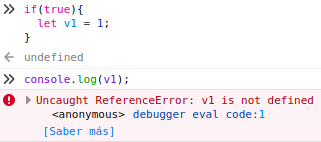 if(true){
  let v1 = 1;
}
undefined
console.log(v1);
Uncaught ReferenceError: v1 is not defined
<anonymous> debugger eval code:1
[Saber más]